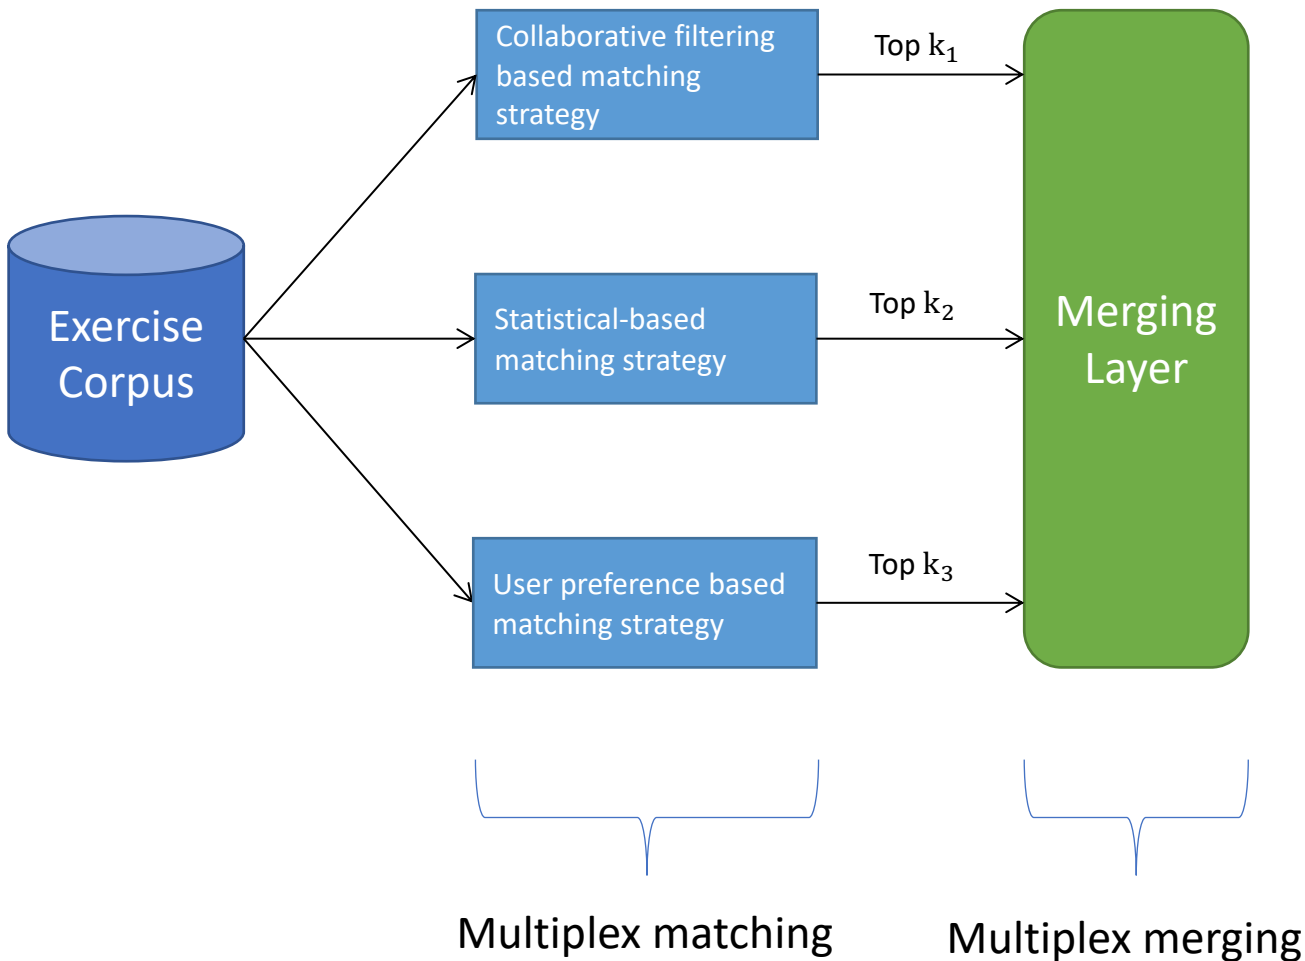 Collaborative filtering
based matching
strategy
Top k₁
Exercise
Corpus
Statistical-based
matching strategy
Top k₂
Merging
Layer
User preference based
matching strategy
Top k₃
Multiplex matching
Multiplex merging